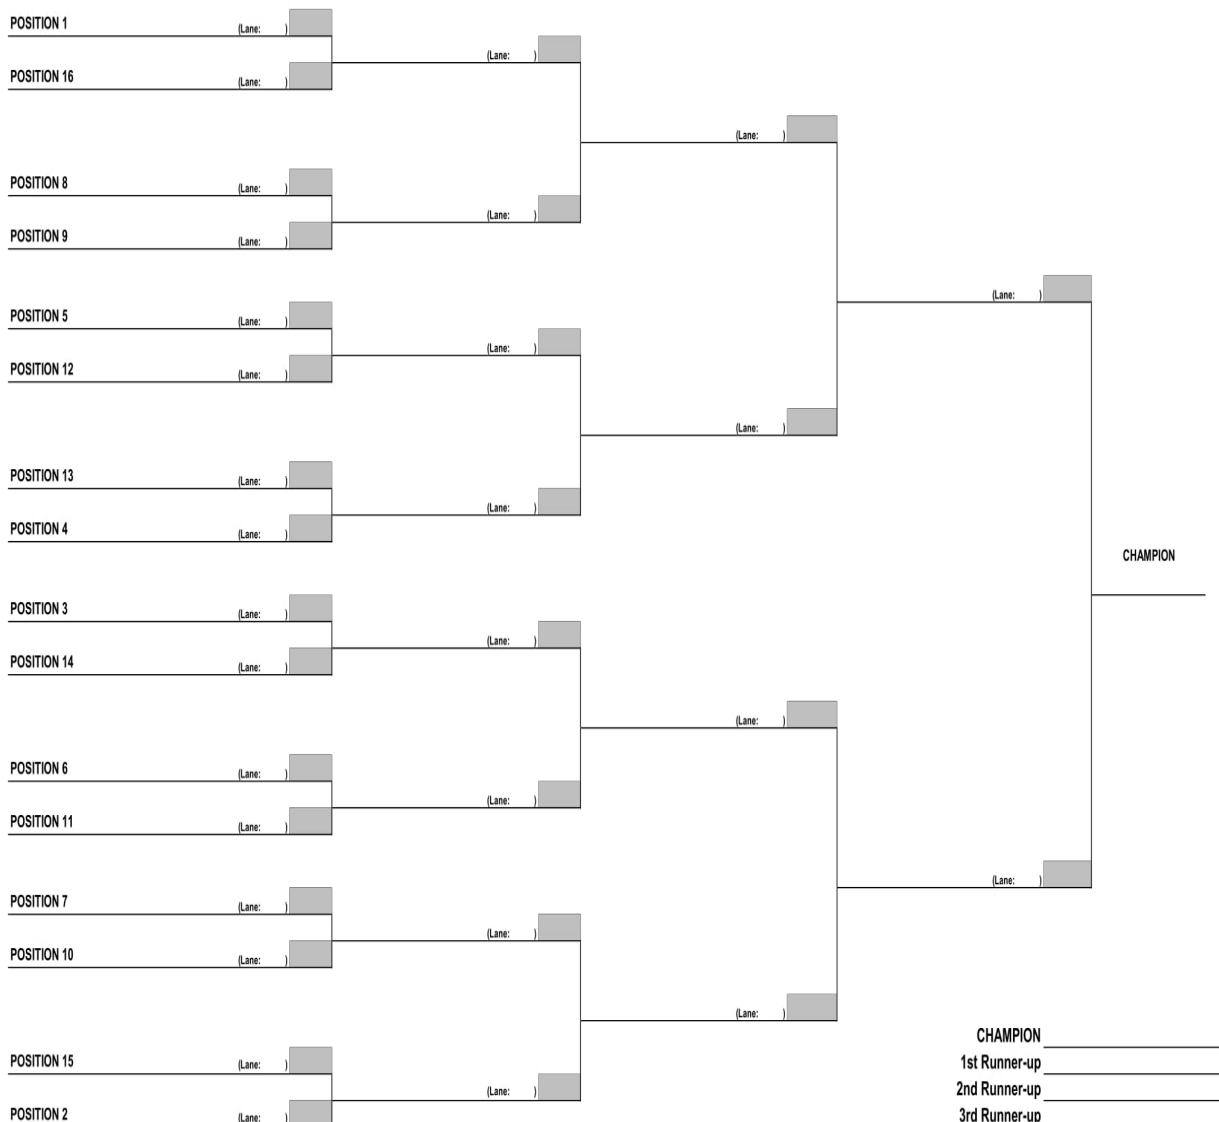 POSITION 1 (Lane: )
(Lane: )
POSITION 16 (Lane: )
(Lane: )
POSITION 8 (Lane: )
(Lane: )
POSITION 9 (Lane: )
(Lane: )
POSITION 5 (Lane: )
(Lane: )
POSITION 12 (Lane: )
(Lane: )
POSITION 13 (Lane: )
(Lane: )
POSITION 4 (Lane: )
CHAMPION
POSITION 3 (Lane: )
(Lane: )
POSITION 14 (Lane: )
(Lane: )
POSITION 6 (Lane: )
(Lane: )
POSITION 11 (Lane: )
(Lane: )
POSITION 7 (Lane: )
(Lane: )
POSITION 10 (Lane: )
(Lane: )
CHAMPION
POSITION 15 (Lane: )
1st Runner-up
(Lane: )
2nd Runner-up
POSITION 2 (Lane: )
3rd Runner-up